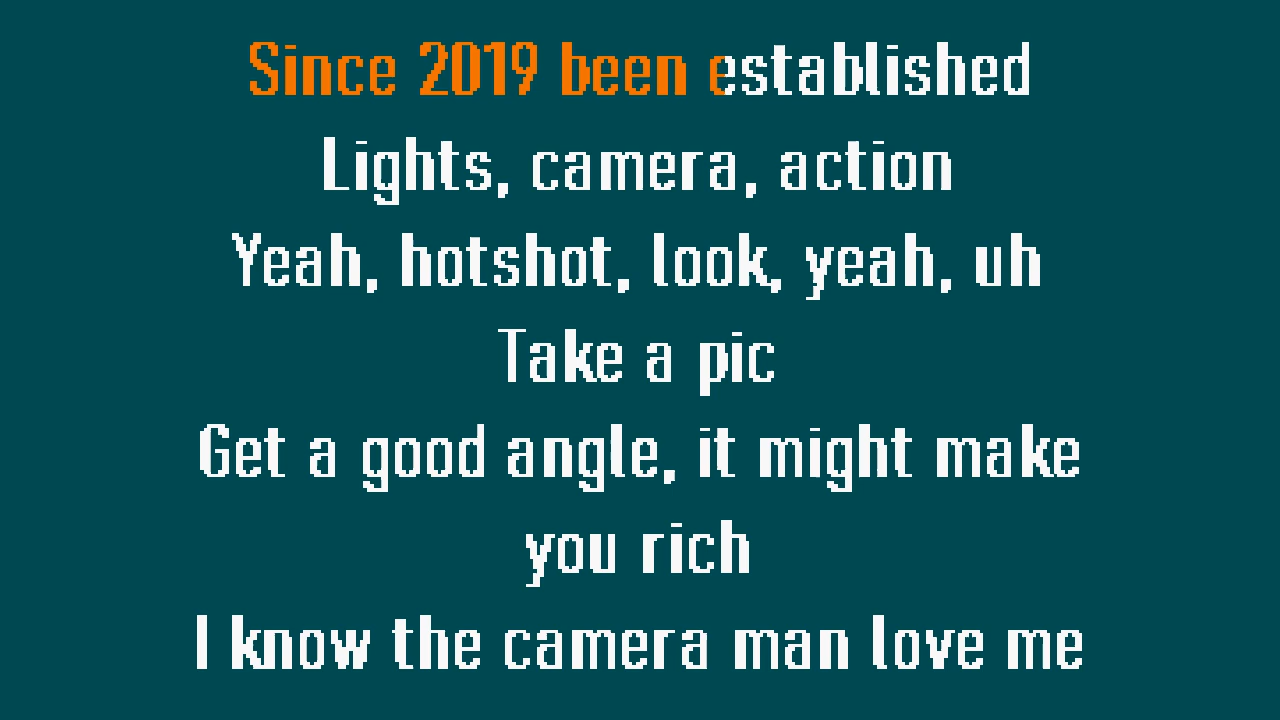 Since 2019 been established
Lights, camera, action
Yeah, hotshot, look, yeah, uh
Take a pic
Get a good angle, it might make
you rich
I know the camera man love me